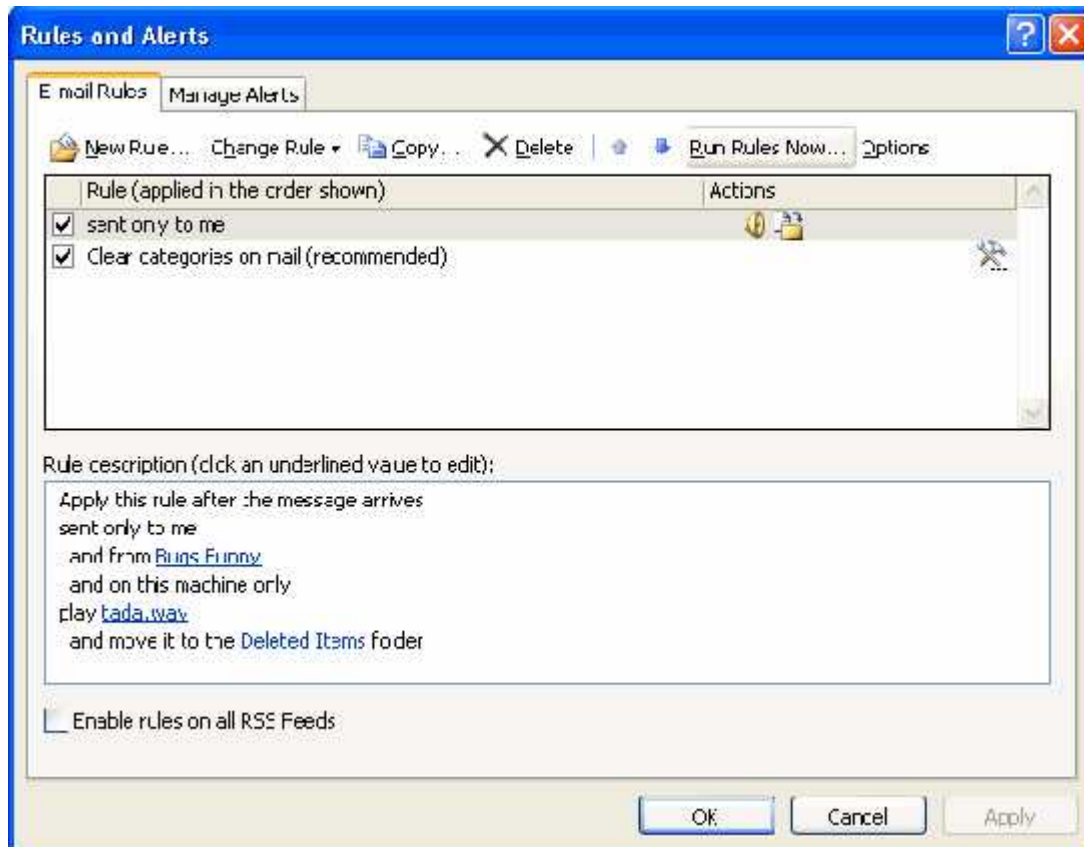 Rules and Alerts
E-mail Rules Manage Alerts
New Rule... Change Rule Copy... Delete Run Rules Now... Options
Rule (applied in the order shown) Actions
sent only to me
Clear categories on mail (recommended)
Rule description (click an underlined value to edit):
Apply this rule after the message arrives
sent only to me
and from Bugs Funny
and on this machine only
play tada.wav
and move it to the Deleted Items folder
Enable rules on all RSS Feeds
OK Cancel Apply